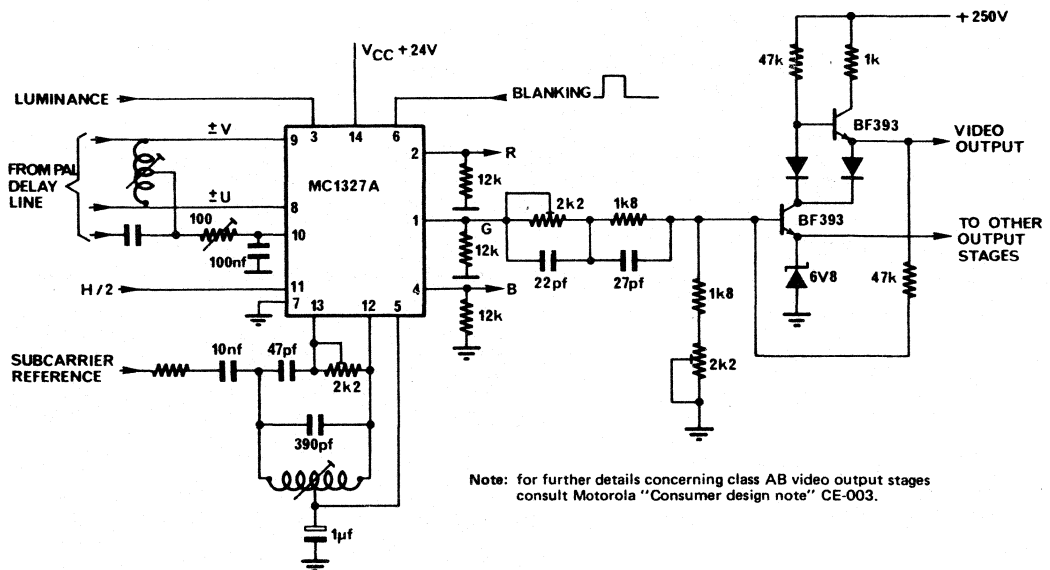 +250V
V_CC +24V
47k
1k
LUMINANCE
BLANKING
3
14
6
BF393
±V
9
2
R
VIDEO
OUTPUT
FROM PAL
DELAY
LINE
MC1327A
12k
±U
8
2k2
1k8
100
1
G
BF393
TO OTHER
OUTPUT
STAGES
10
100nf
12k
22pf
27pf
6V8
47k
H/2
11
4
B
1k8
7
13
12
5
12k
SUBCARRIER
REFERENCE
10nf
47pf
2k2
2k2
390pf
Note: for further details concerning class AB video output stages
consult Motorola "Consumer design note" CE-003.
1µf